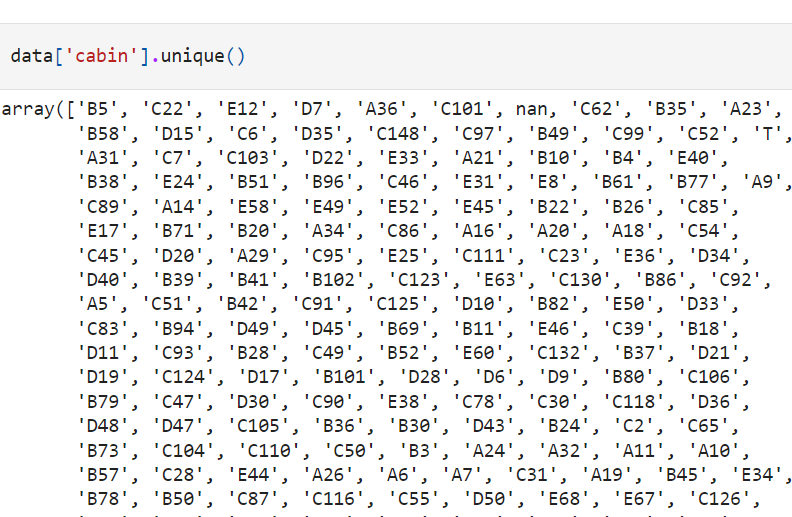 data['cabin'].unique()
array(['B5', 'C22', 'E12', 'D7', 'A36', 'C101', nan, 'C62', 'B35', 'A23',
'B58', 'D15', 'C6', 'D35', 'C148', 'C97', 'B49', 'C99', 'C52', 'T',
'A31', 'C7', 'C103', 'D22', 'E33', 'A21', 'B10', 'B4', 'E40',
'B38', 'E24', 'B51', 'B96', 'C46', 'E31', 'E8', 'B61', 'B77', 'A9',
'C89', 'A14', 'E58', 'E49', 'E52', 'E45', 'B22', 'B26', 'C85',
'E17', 'B71', 'B20', 'A34', 'C86', 'A16', 'A20', 'A18', 'C54',
'C45', 'D20', 'A29', 'C95', 'E25', 'C111', 'C23', 'E36', 'D34',
'D40', 'B39', 'B41', 'B102', 'C123', 'E63', 'C130', 'B86', 'C92',
'A5', 'C51', 'B42', 'C91', 'C125', 'D10', 'B82', 'E50', 'D33',
'C83', 'B94', 'D49', 'D45', 'B69', 'B11', 'E46', 'C39', 'B18',
'D11', 'C93', 'B28', 'C49', 'B52', 'E60', 'C132', 'B37', 'D21',
'D19', 'C124', 'D17', 'B101', 'D28', 'D6', 'D9', 'B80', 'C106',
'B79', 'C47', 'D30', 'C90', 'E38', 'C78', 'C30', 'C118', 'D36',
'D48', 'D47', 'C105', 'B36', 'B30', 'D43', 'B24', 'C2', 'C65',
'B73', 'C104', 'C110', 'C50', 'B3', 'A24', 'A32', 'A11', 'A10',
'B57', 'C28', 'E44', 'A26', 'A6', 'A7', 'C31', 'A19', 'B45', 'E34',
'B78', 'B50', 'C87', 'C116', 'C55', 'D50', 'E68', 'E67', 'C126',